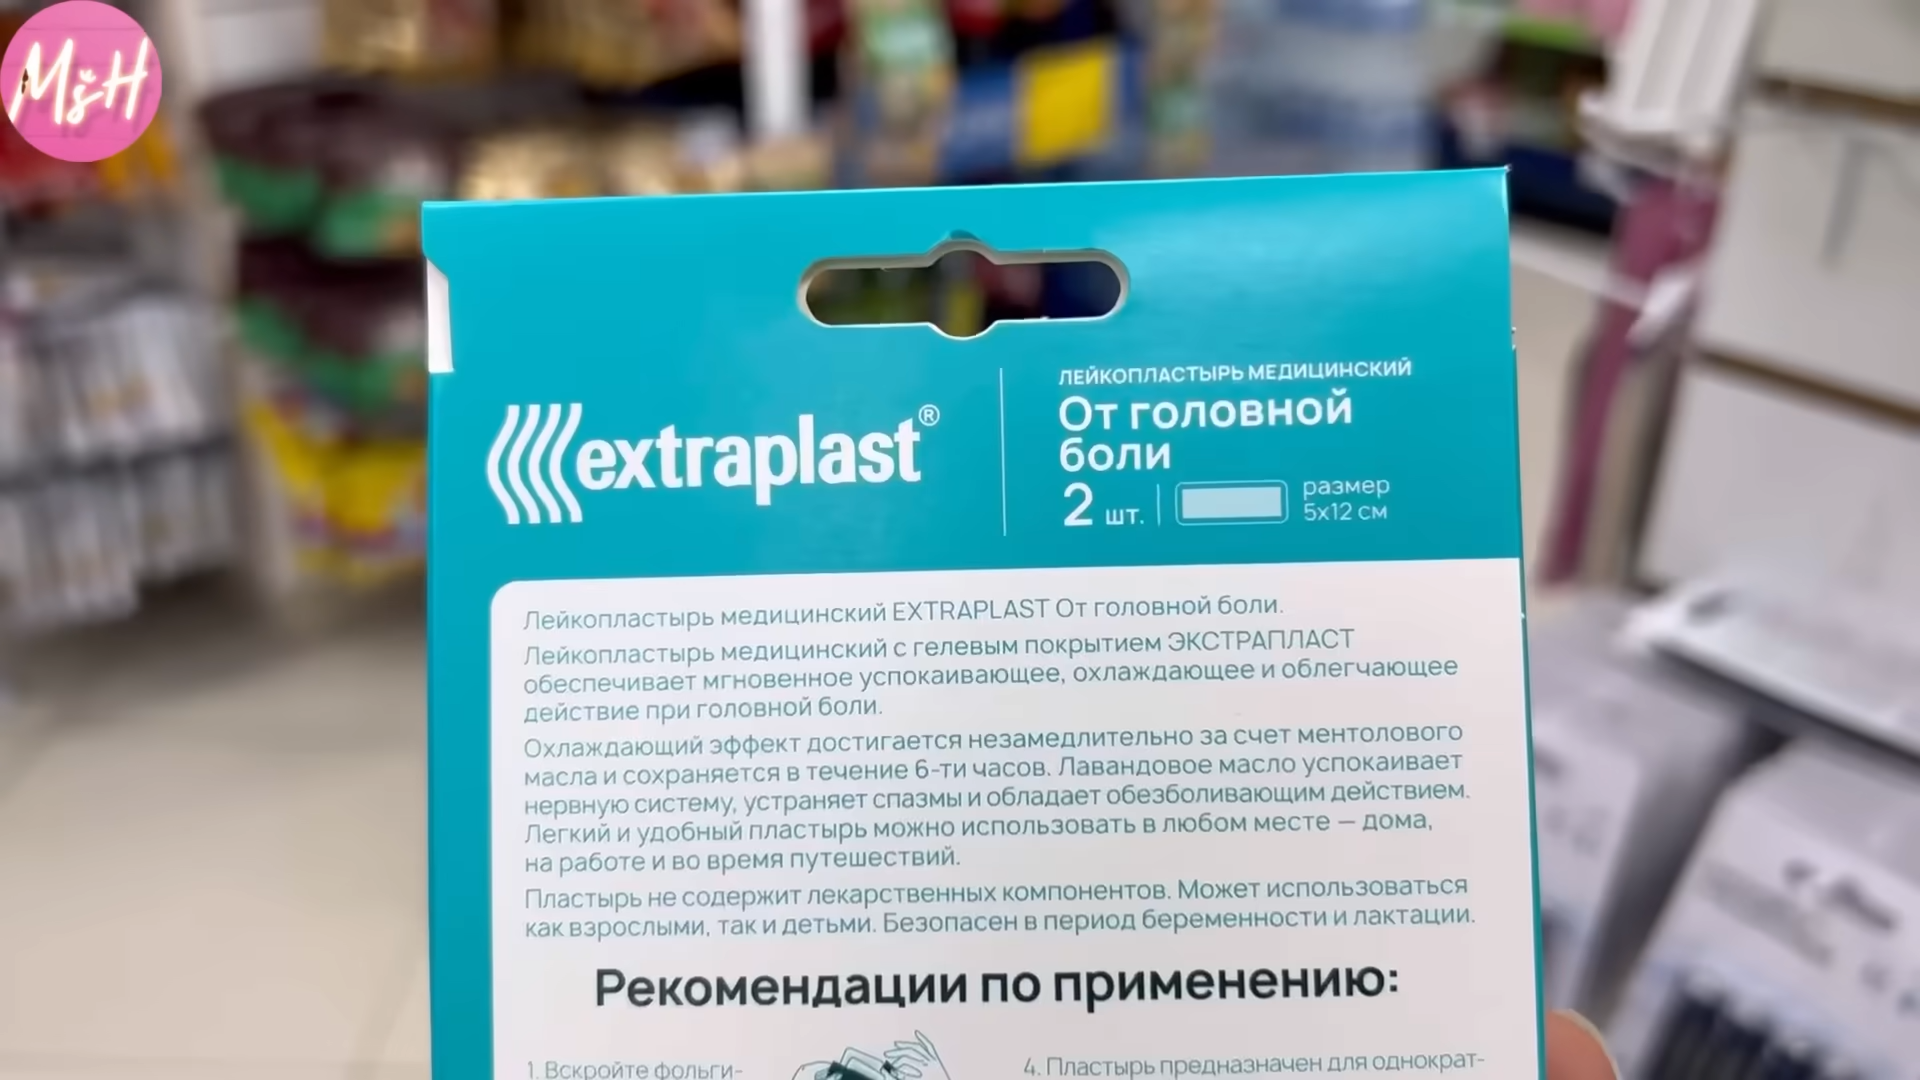 MsH
extraplast®
ЛЕЙКОПЛАСТЫРЬ МЕДИЦИНСКИЙ
От головной
боли
2 шт.
размер
5х12 см
Лейкопластырь медицинский EXTRAPLAST От головной боли.
Лейкопластырь медицинский с гелевым покрытием ЭКСТРАПЛАСТ
обеспечивает мгновенное успокаивающее, охлаждающее и облегчающее
действие при головной боли.
Охлаждающий эффект достигается незамедлительно за счет ментолового
масла и сохраняется в течение 6-ти часов. Лавандовое масло успокаивает
нервную систему, устраняет спазмы и обладает обезболивающим действием.
Легкий и удобный пластырь можно использовать в любом месте — дома,
на работе и во время путешествий.
Пластырь не содержит лекарственных компонентов. Может использоваться
как взрослыми, так и детьми. Безопасен в период беременности и лактации.
Рекомендации по применению:
1. Вскройте фольги-
4. Пластырь предназначен для однократ-